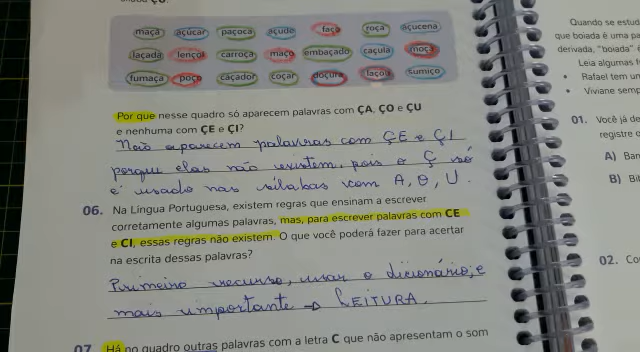 maçã açúcar paçoca açude faço roça açucena
laçada lençol carroça maço embaçado caçula moça
fumaça poço caçador coçar doçura laços sumiço
Por que nesse quadro só aparecem palavras com ÇA, ÇO e ÇU
e nenhuma com ÇE e ÇI?
Não aparecem palavras com ÇE e ÇI
porque elas não existem, pois o Ç só
é usado nas sílabas com A, O, U
06. Na Língua Portuguesa, existem regras que ensinam a escrever
corretamente algumas palavras, mas, para escrever palavras com CE
e CI, essas regras não existem. O que você poderá fazer para acertar
na escrita dessas palavras?
Primeiro recurso, usar o dicionário; e
mais importante → LEITURA.
07. Há no quadro outras palavras com a letra C que não apresentam o som
Quando se estu
que boiada é uma pa
derivada, "boiada"
Leia algumas
• Rafael tem u
• Viviane semp
01. Você já de
registre
A) Ban
B)
02. Co